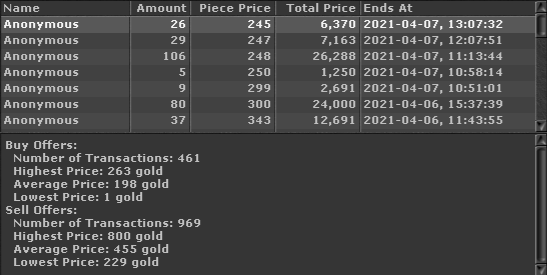 Name Amount Piece Price Total Price Ends At
Anonymous 26 245 6,370 2021-04-07, 13:07:32
Anonymous 29 247 7,163 2021-04-07, 12:07:51
Anonymous 106 248 26,288 2021-04-07, 11:13:44
Anonymous 5 250 1,250 2021-04-07, 10:58:14
Anonymous 9 299 2,691 2021-04-07, 10:51:01
Anonymous 80 300 24,000 2021-04-06, 15:37:39
Anonymous 37 343 12,691 2021-04-06, 11:43:55
Buy Offers:
Number of Transactions: 461
Highest Price: 263 gold
Average Price: 198 gold
Lowest Price: 1 gold
Sell Offers:
Number of Transactions: 969
Highest Price: 800 gold
Average Price: 455 gold
Lowest Price: 229 gold